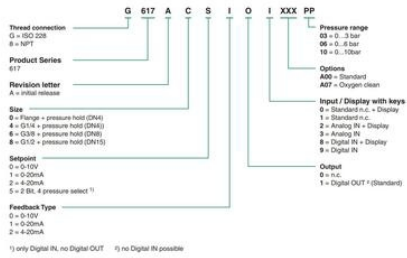 G 617 A C S I O I XXX PP
Thread connection
G = ISO 228
8 = NPT
Product Series
617
Revision letter
A = initial release
Size
0 = Flange + pressure hold (DN4)
4 = G1/4 + pressure hold (DN4))
6 = G3/8 + pressure hold (DN8)
8 = G1/2 + pressure hold (DN15)
Setpoint
0 = 0-10V
1 = 0-20mA
2 = 4-20mA
5 = 2 Bit, 4 pressure select ¹⁾
Feedback Type
0 = 0-10V
1 = 0-20mA
2 = 4-20mA
Pressure range
03 = 0...3 bar
06 = 0...6 bar
10 = 0...10bar
Options
A00 = Standard
A07 = Oxygen clean
Input / Display with keys
0 = Standard n.c. + Display
1 = Standard n.c.
2 = Analog IN + Display
3 = Analog IN
8 = Digital IN + Display
9 = Digital IN
Output
0 = n.c.
1 = Digital OUT ² (Standard)
¹⁾ only Digital IN, no Digital OUT ²⁾ no Digital IN possible